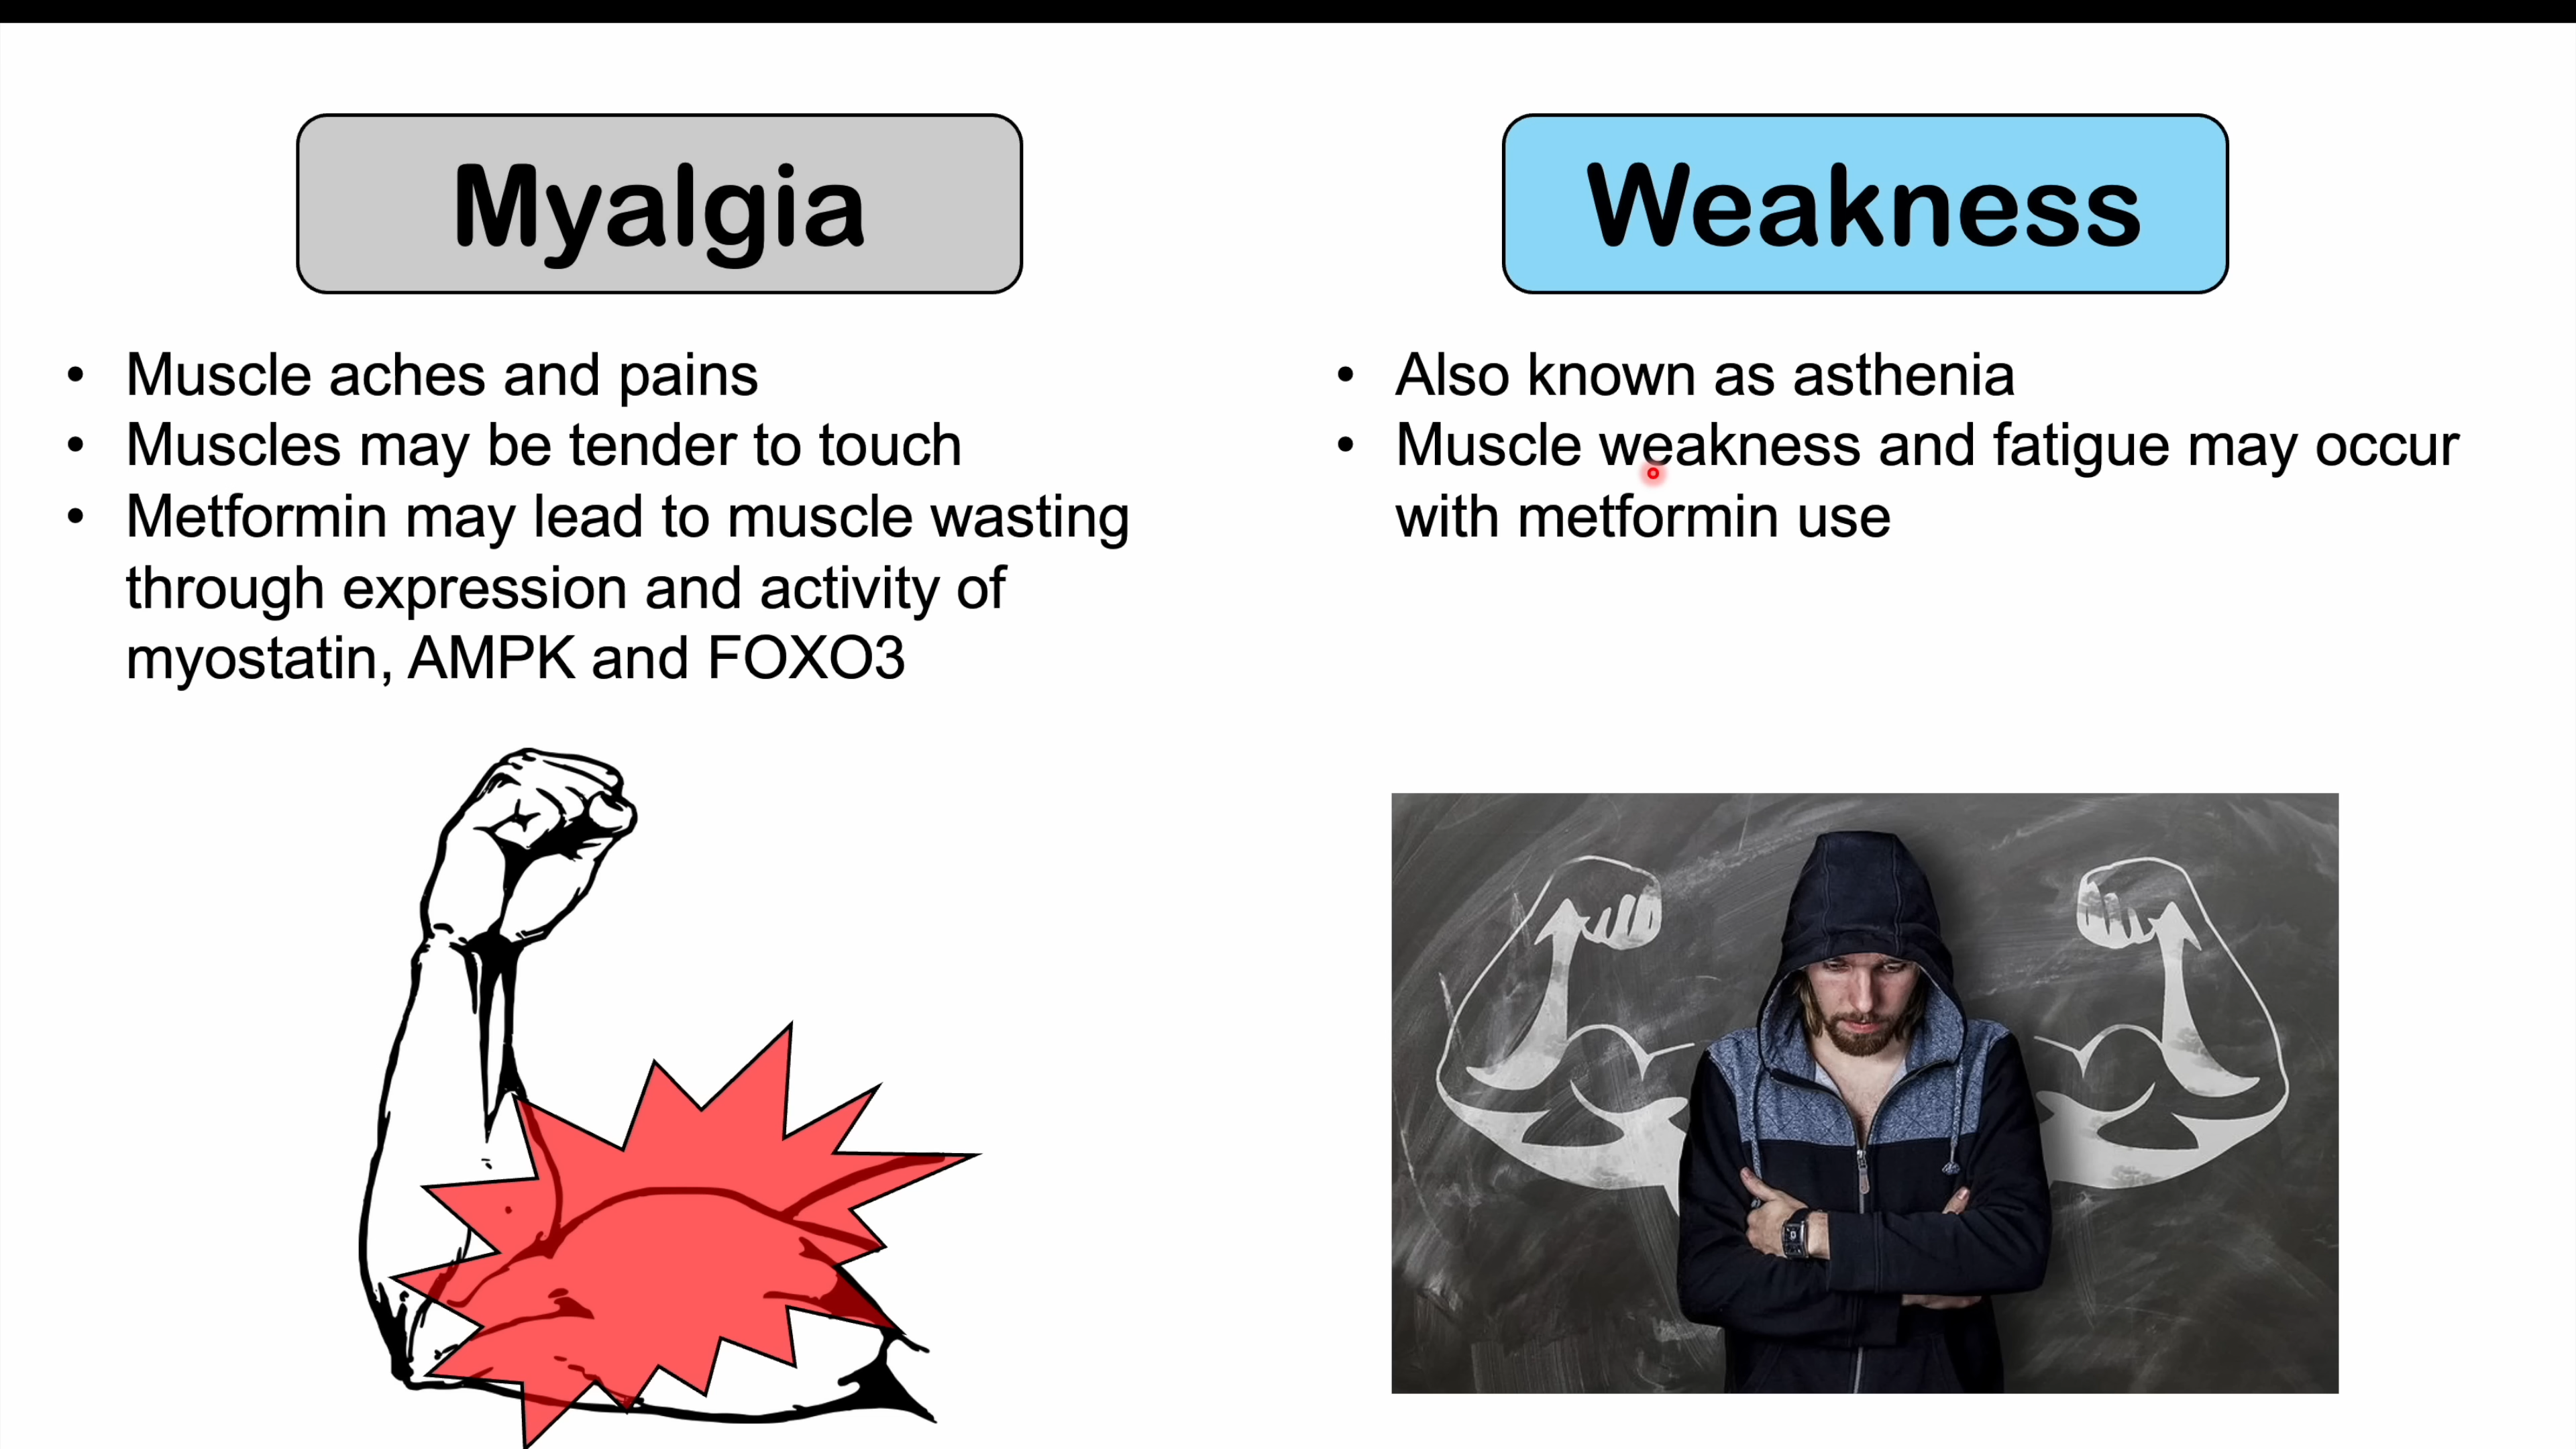 Myalgia
• Muscle aches and pains
• Muscles may be tender to touch
• Metformin may lead to muscle wasting
through expression and activity of
myostatin, AMPK and FOXO3
Weakness
• Also known as asthenia
• Muscle weakness and fatigue may occur
with metformin use